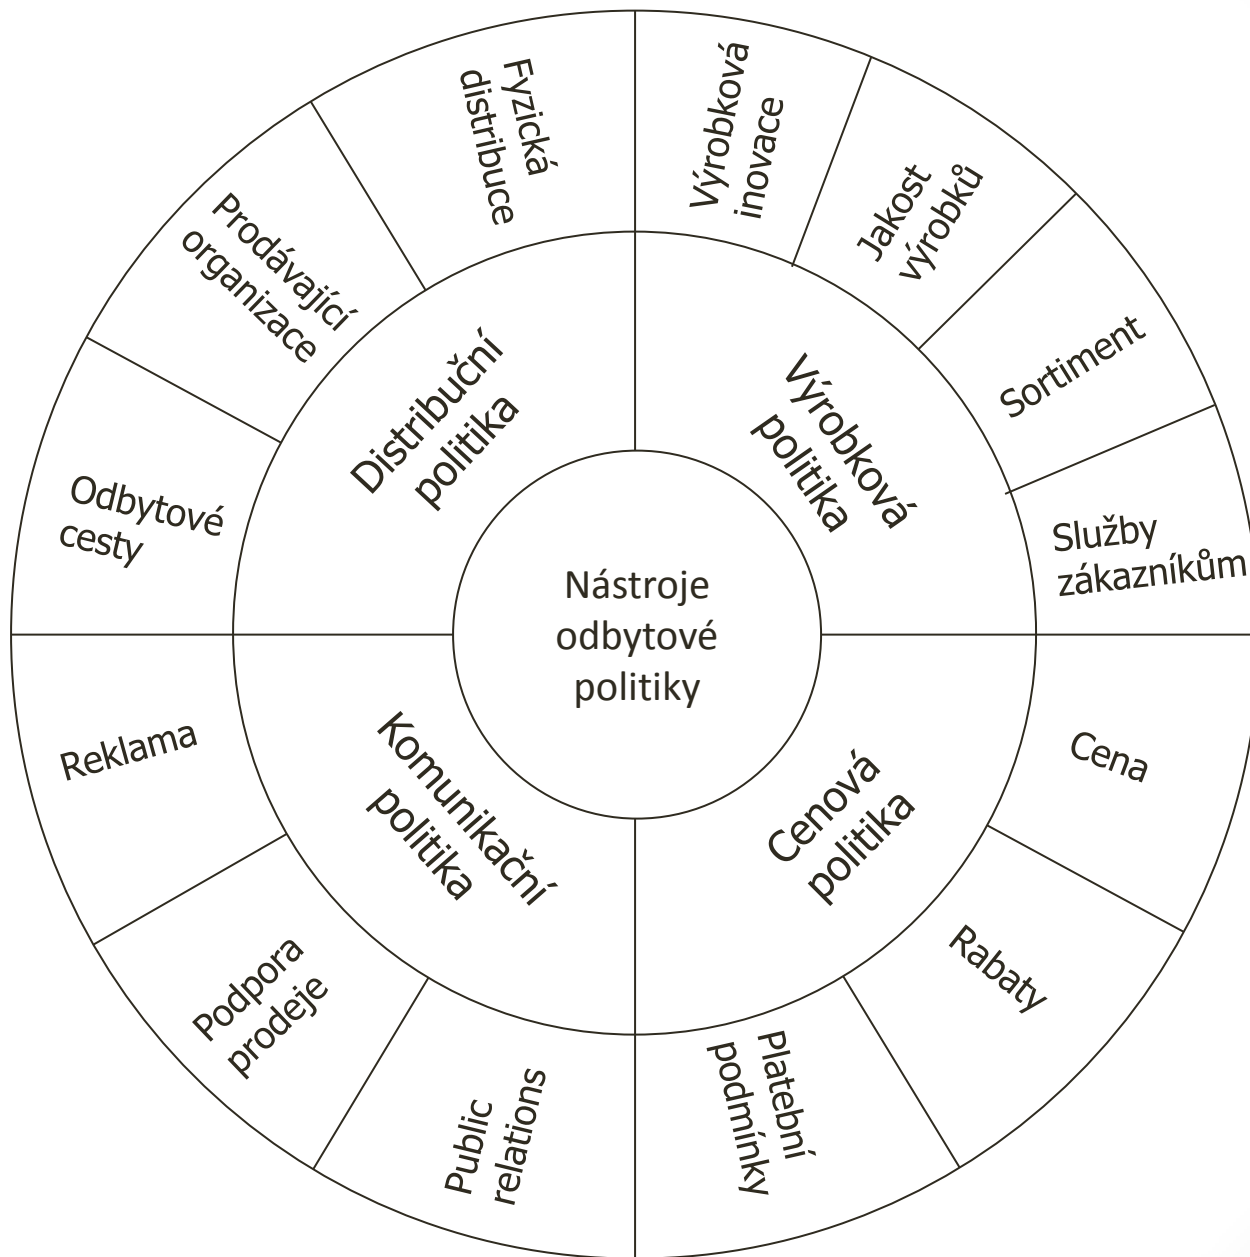 Nástroje
odbytové
politiky
Výrobková
politika
Cenová
politika
Komunikační
politika
Distribuční
politika
Výrobková
inovace
Jakost
výrobků
Sortiment
Služby
zákazníkům
Cena
Rabaty
Platební
podmínky
Public
relations
Podpora
prodeje
Reklama
Odbytové
cesty
Prodávající
organizace
Fyzická
distribuce